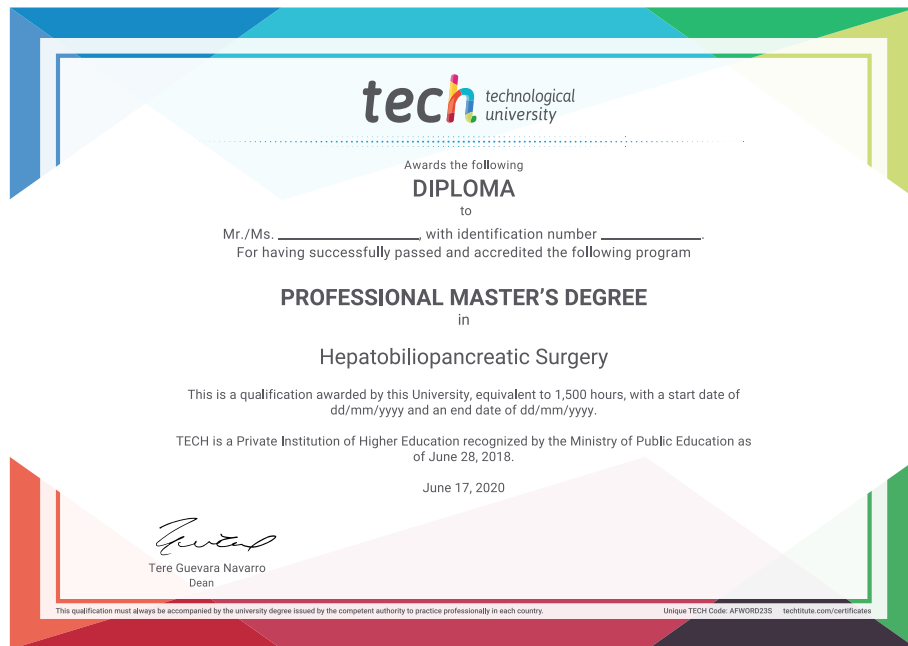 tech technological
university
Awards the following
DIPLOMA
to
Mr./Ms. ____________________, with identification number ______________.
For having successfully passed and accredited the following program
PROFESSIONAL MASTER'S DEGREE
in
Hepatobiliopancreatic Surgery
This is a qualification awarded by this University, equivalent to 1,500 hours, with a start date of
dd/mm/yyyy and an end date of dd/mm/yyyy.
TECH is a Private Institution of Higher Education recognized by the Ministry of Public Education as
of June 28, 2018.
June 17, 2020
Tere Guevara Navarro
Dean
This qualification must always be accompanied by the university degree issued by the competent authority to practice professionally in each country.
Unique TECH Code: AFWORD23S techtitute.com/certificates